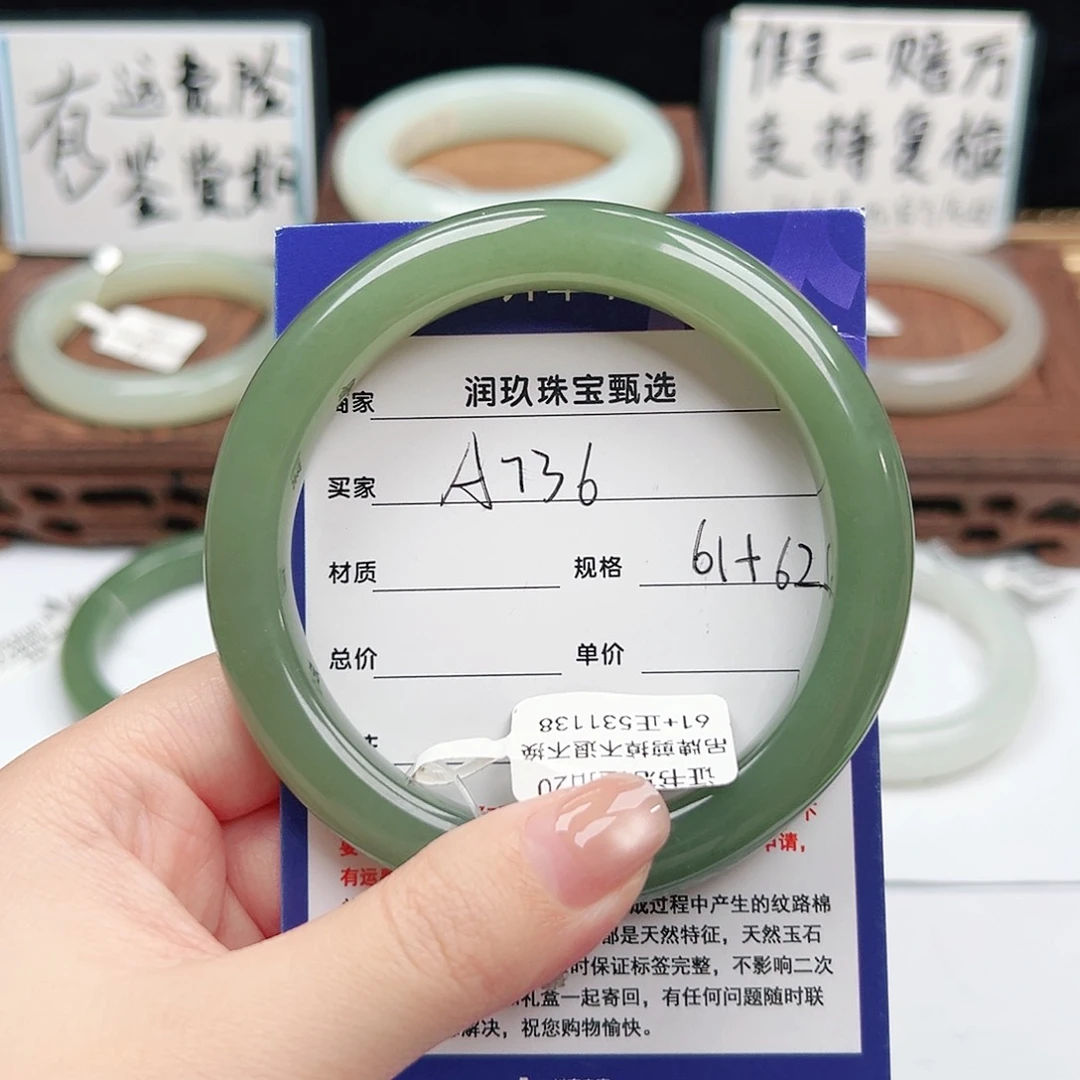 有
运费险
鉴赏期
假一赔万
支持复检
商家 润玖珠宝甄选
买家 A736
材质 规格 61+62
总价 单价
61+正531138
吊牌剪掉不退不换
有运
成过程中产生的纹路棉
都是天然特征，天然玉石
时保证标签完整，不影响二次
礼盒一起寄回，有任何问题随时联
解决，祝您购物愉快。